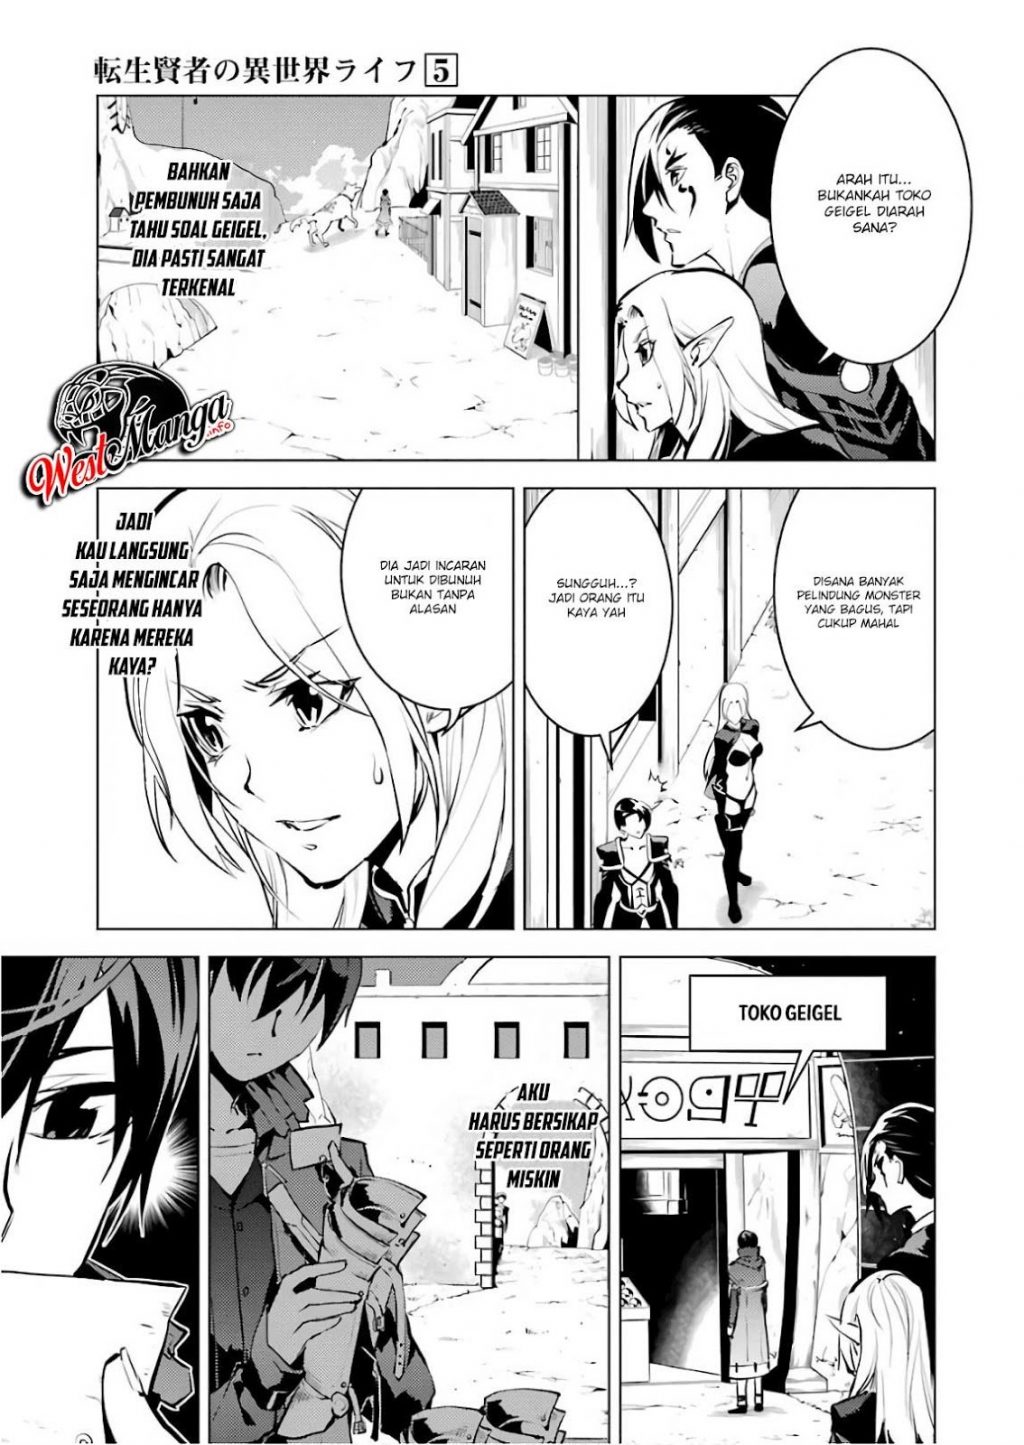 転生賢者の異世界ライフ 5
ARAH ITU...
BUKANKAH TOKO
GEIGEL DIARAH
SANA?
BAHKAN
PEMBUNUH SAJA
TAHU SOAL GEIGEL,
DIA PASTI SANGAT
TERKENAL
West Manga
.info
DISANA BANYAK
PELINDUNG MONSTER
YANG BAGUS, TAPI
CUKUP MAHAL
SUNGGUH...?
JADI ORANG ITU
KAYA YAH
DIA JADI INCARAN
UNTUK DIBUNUH
BUKAN TANPA
ALASAN
JADI
KAU LANGSUNG
SAJA MENGINCAR
SESEORANG HANYA
KARENA MEREKA
KAYA?
TOKO GEIGEL
AKU
HARUS BERSIKAP
SEPERTI ORANG
MISKIN